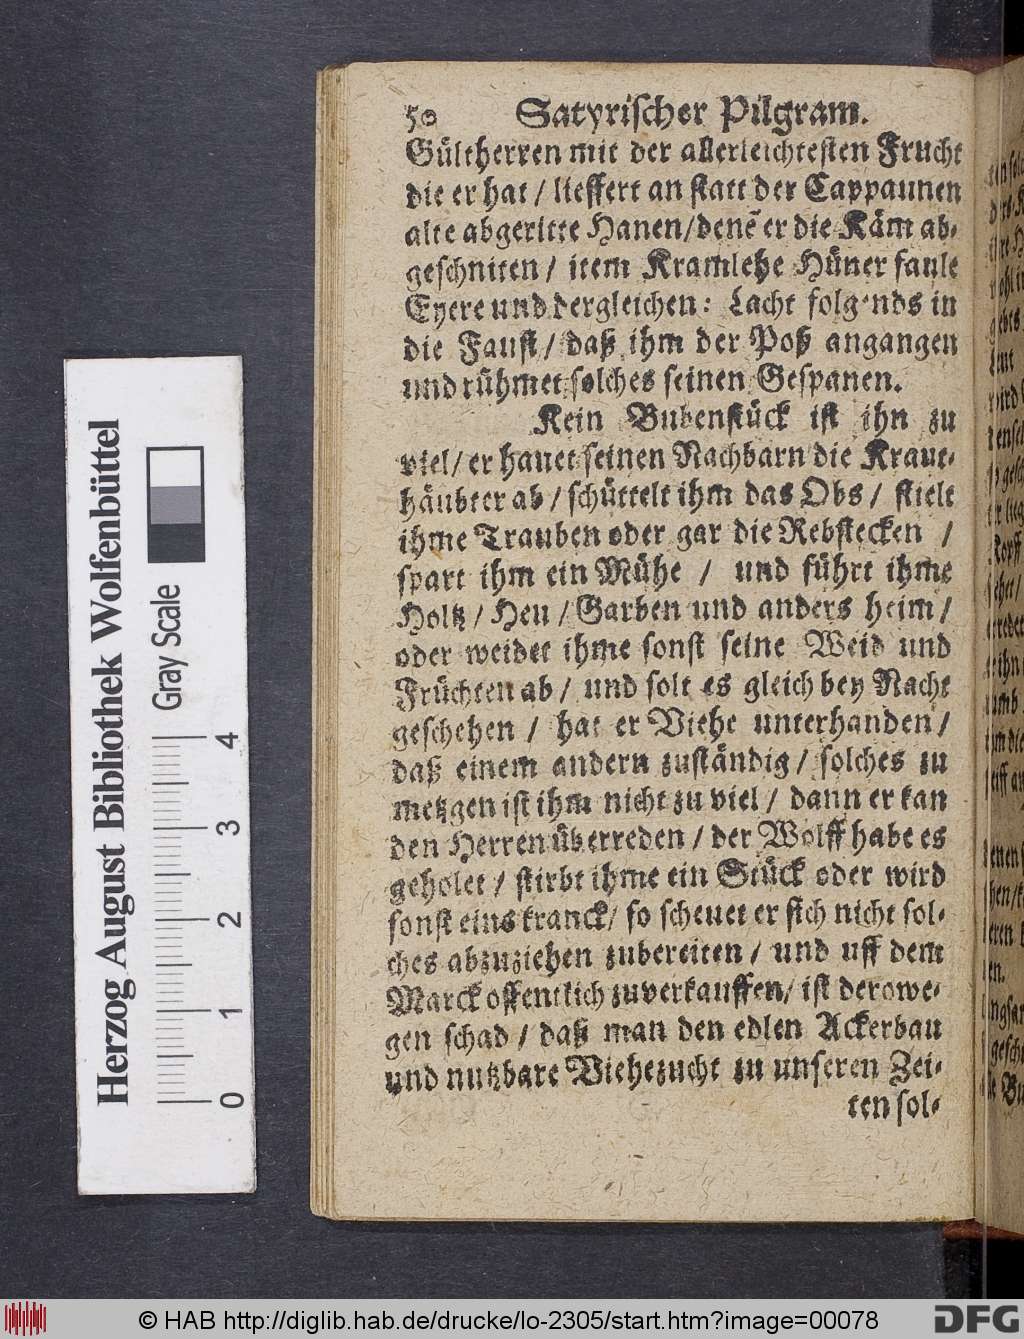 50 Satyrischer Pilgram.
Gültherren mit der allerleichtesten Frucht
die er hat / lieffert an statt der Cappaunen
alte abgeritte Hanen/denẽ er die Käm ab-
geschniten / item Kramlehe Hüner faule
Eyere und dergleichen: Lacht folgends in
die Faust / daß ihm der Poß angangen
und rühmet solches seinen Gespanen.
Kein Bubenstück ist ihn zu
viel/ er hauet seinen Nachbarn die Kraut-
häubter ab / schüttelt ihm das Obs / stielt
ihme Trauben oder gar die Rebstecken /
spart ihm ein Mühe / und führt ihme
Holtz / Heu / Garben und anders heim /
oder weidet ihme sonst seine Weid und
Früchten ab / und solt es gleich bey Nacht
geschehen / hat er Viehe unterhanden /
daß einem andern zuständig / solches zu
metzgen ist ihm nicht zu viel / dann er kan
den Herren überreden / der Wolff habe es
geholet / stirbt ihme ein Stück oder wird
sonst eins kranck/ so scheuet er sich nicht sol-
ches abzuziehen zubereiten / und uff dem
Marck offentlich zuverkauffen/ ist derowe-
gen schad / daß man den edlen Ackerbau
und nutzbare Viehezucht zu unseren Zei-
ten sol-
Herzog August Bibliothek Wolfenbüttel
Gray Scale
0 1 2 3 4
© HAB http://diglib.hab.de/drucke/lo-2305/start.htm?image=00078
DFG